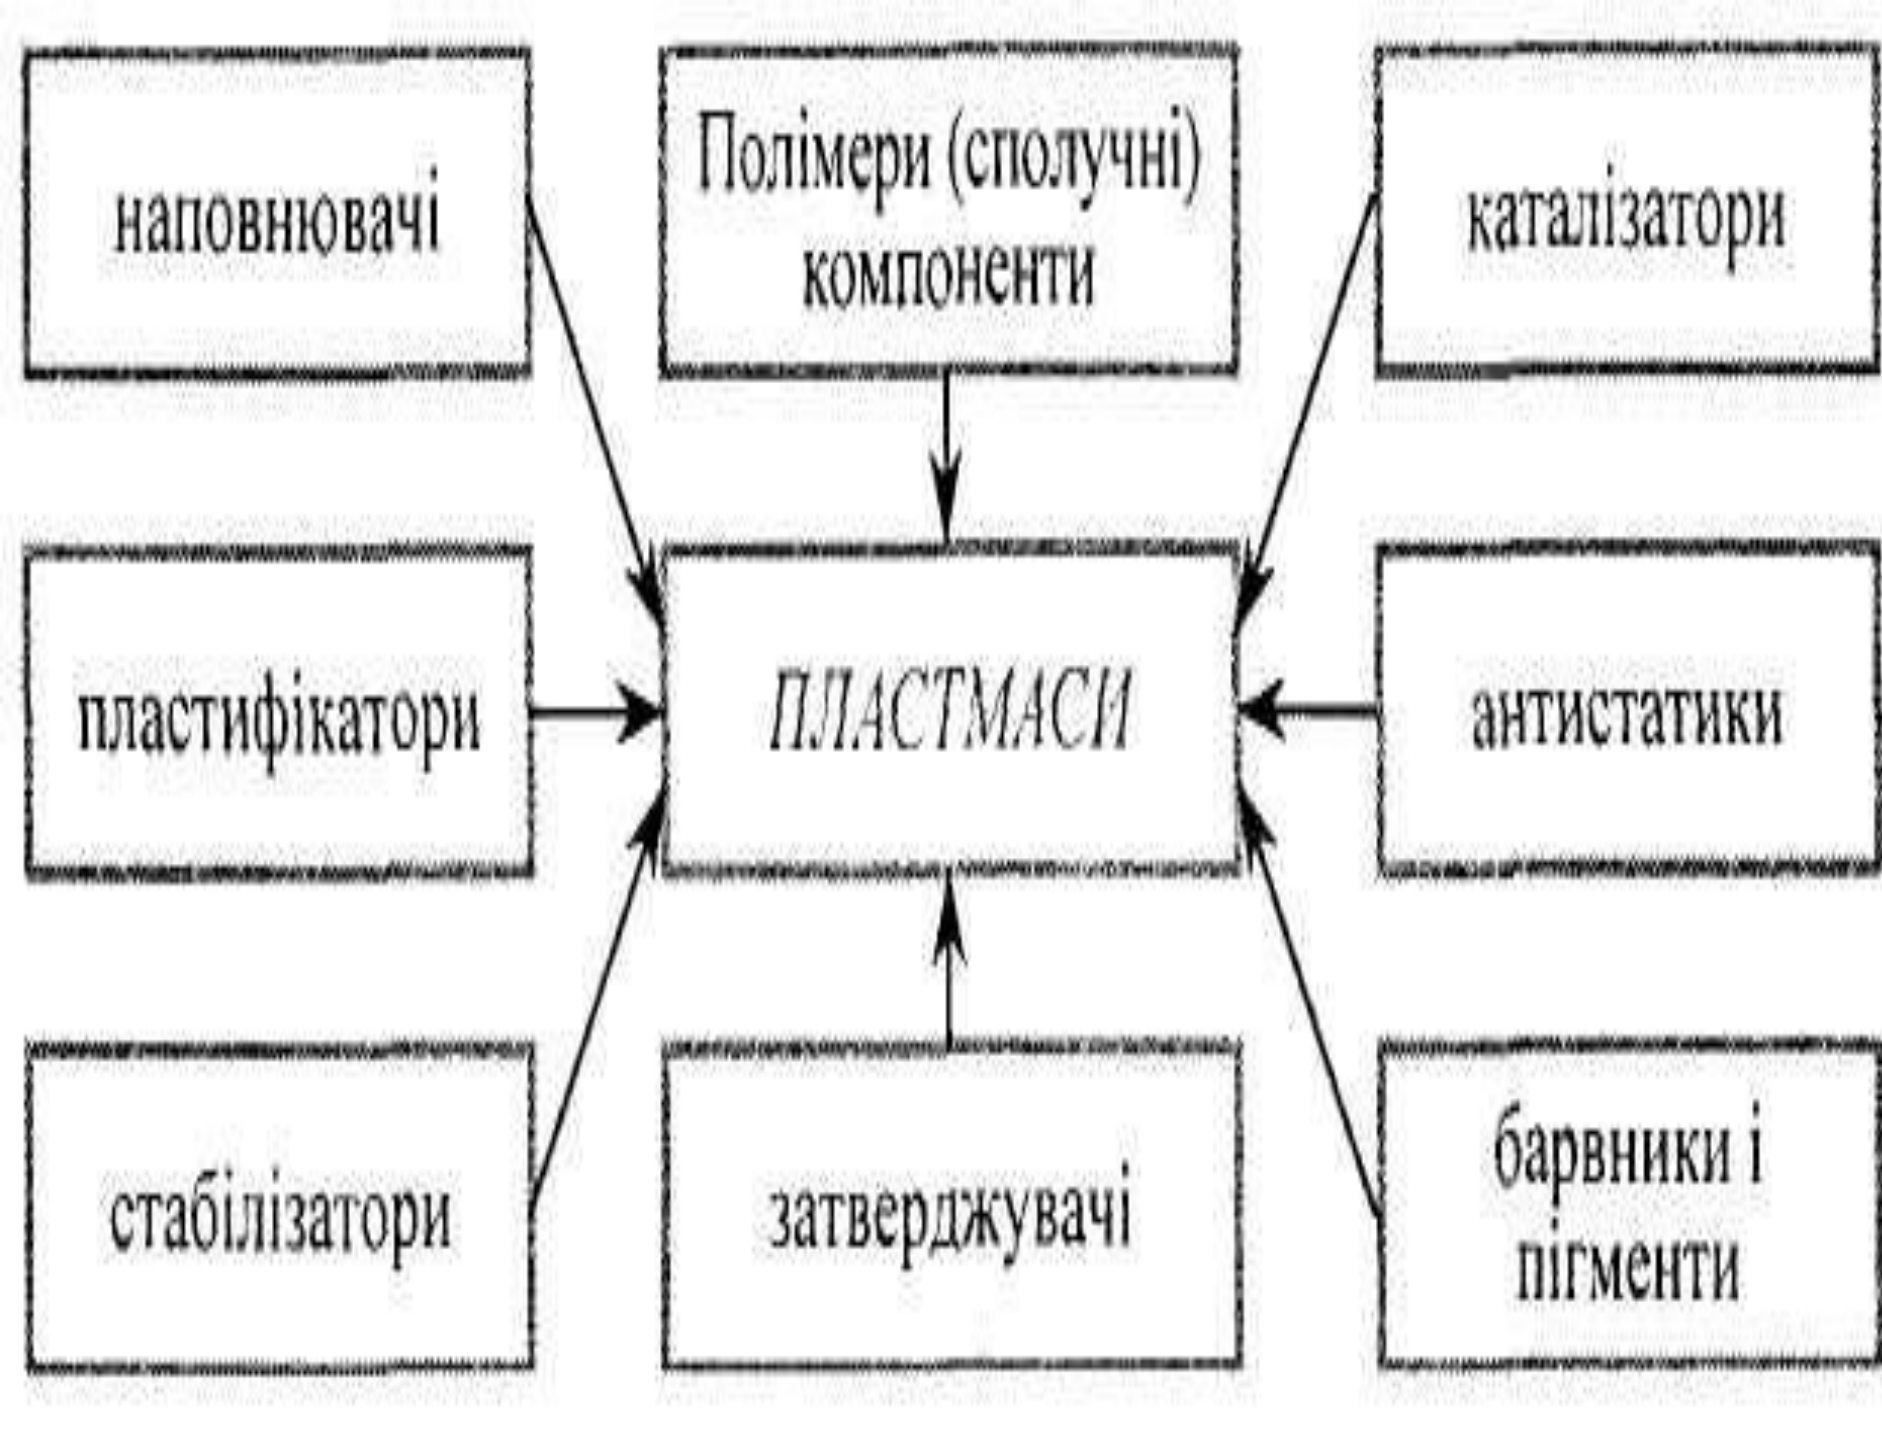 наповнювачі
Полімери (сполучні)
компоненти
каталізатори
пластифікатори
ПЛАСТМАСИ
антистатики
стабілізатори
затверджувачі
барвники і
пігменти